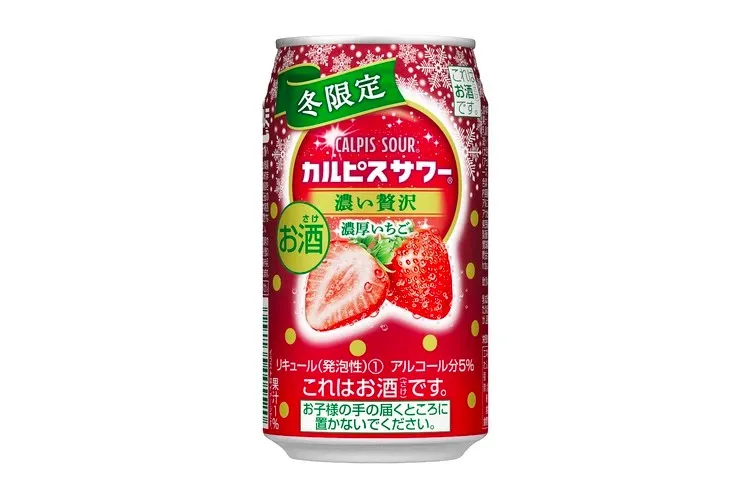 冬限定
これは
お酒
です。
CALPIS SOUR®
カルピスサワー®
濃い贅沢
さけ
お酒
濃厚いちご
リキュール(発泡性)① アルコール分5%
これはお酒(さけ)です。
お子様の手の届くところに
置かないでください。
果汁1%